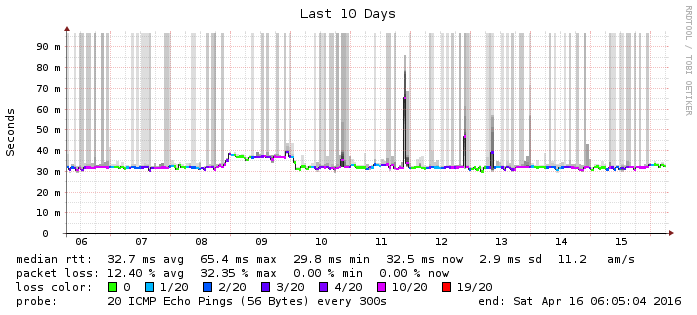 Last 10 Days
RRDTOOL / TOBI OETIKER
Seconds
90 m
80 m
70 m
60 m
50 m
40 m
30 m
20 m
10 m
0
06 07 08 09 10 11 12 13 14 15
median rtt: 32.7 ms avg 65.4 ms max 29.8 ms min 32.5 ms now 2.9 ms sd 11.2 am/s
packet loss: 12.40 % avg 32.35 % max 0.00 % min 0.00 % now
loss color: 0 1/20 2/20 3/20 4/20 10/20 19/20
probe: 20 ICMP Echo Pings (56 Bytes) every 300s end: Sat Apr 16 06:05:04 2016